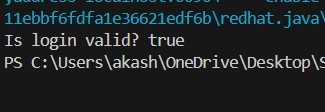 11ebbf6fdfa1e36621edf6b\redhat.java\
Is login valid? true
PS C:\Users\akash\OneDrive\Desktop\S